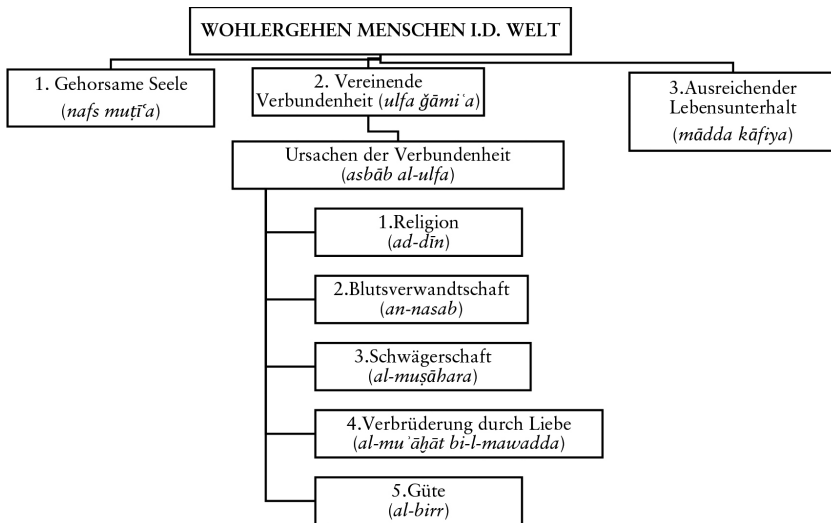 WOHLERGEHEN MENSCHEN I.D. WELT
1. Gehorsame Seele
(nafs muṭīʿa)
2. Vereinende
Verbundenheit (ulfa ǧāmiʿa)
3.Ausreichender
Lebensunterhalt
(mādda kāfiya)
Ursachen der Verbundenheit
(asbāb al-ulfa)
1.Religion
(ad-dīn)
2.Blutsverwandtschaft
(an-nasab)
3.Schwägerschaft
(al-muṣāhara)
4.Verbrüderung durch Liebe
(al-muʾāḫāt bi-l-mawadda)
5.Güte
(al-birr)